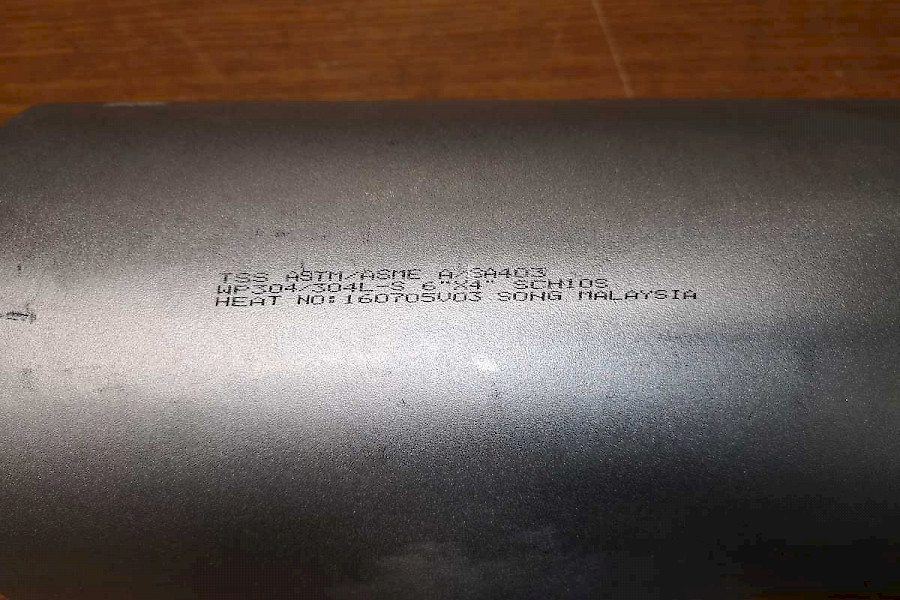 TSS ASTM/ASME A/SA403
WP304/304L-S 6"X4" SCH10S
HEAT NO:160705V03 SONG MALAYSIA